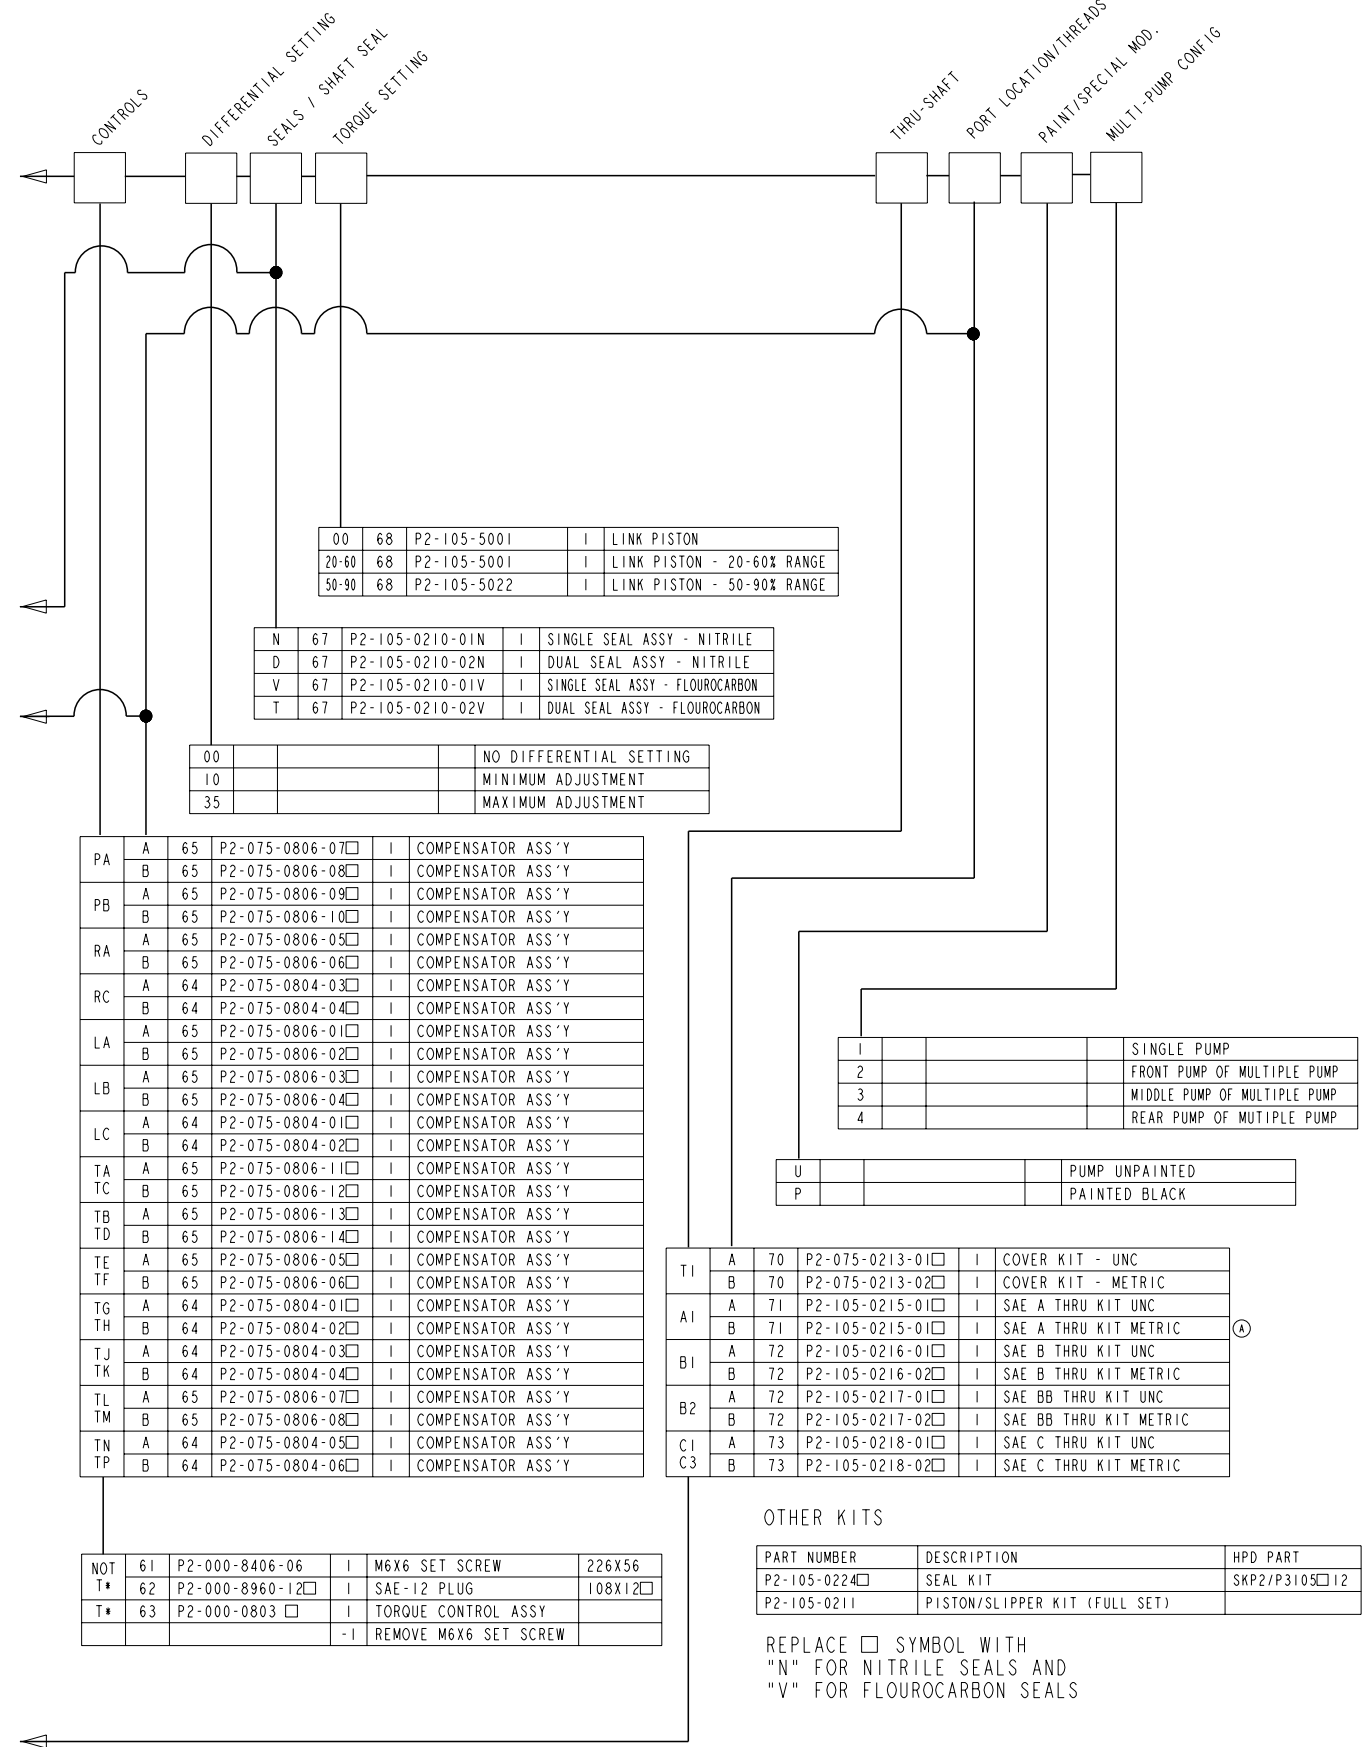 CONTROLS
DIFFERENTIAL SETTING
SEALS / SHAFT SEAL
TORQUE SETTING
THRU-SHAFT
PORT LOCATION/THREADS
PAINT/SPECIAL MOD.
MULTI-PUMP CONFIG
00 68 P2-105-5001 1 LINK PISTON
20-60 68 P2-105-5001 1 LINK PISTON - 20-60% RANGE
50-90 68 P2-105-5022 1 LINK PISTON - 50-90% RANGE
N 67 P2-105-0210-01N 1 SINGLE SEAL ASSY - NITRILE
D 67 P2-105-0210-02N 1 DUAL SEAL ASSY - NITRILE
V 67 P2-105-0210-01V 1 SINGLE SEAL ASSY - FLOUROCARBON
T 67 P2-105-0210-02V 1 DUAL SEAL ASSY - FLOUROCARBON
00 NO DIFFERENTIAL SETTING
10 MINIMUM ADJUSTMENT
35 MAXIMUM ADJUSTMENT
PA A 65 P2-075-0806-07□ 1 COMPENSATOR ASS'Y
B 65 P2-075-0806-08□ 1 COMPENSATOR ASS'Y
PB A 65 P2-075-0806-09□ 1 COMPENSATOR ASS'Y
B 65 P2-075-0806-10□ 1 COMPENSATOR ASS'Y
RA A 65 P2-075-0806-05□ 1 COMPENSATOR ASS'Y
B 65 P2-075-0806-06□ 1 COMPENSATOR ASS'Y
RC A 64 P2-075-0804-03□ 1 COMPENSATOR ASS'Y
B 64 P2-075-0804-04□ 1 COMPENSATOR ASS'Y
LA A 65 P2-075-0806-01□ 1 COMPENSATOR ASS'Y
B 65 P2-075-0806-02□ 1 COMPENSATOR ASS'Y
LB A 65 P2-075-0806-03□ 1 COMPENSATOR ASS'Y
B 65 P2-075-0806-04□ 1 COMPENSATOR ASS'Y
LC A 64 P2-075-0804-01□ 1 COMPENSATOR ASS'Y
B 64 P2-075-0804-02□ 1 COMPENSATOR ASS'Y
TA A 65 P2-075-0806-11□ 1 COMPENSATOR ASS'Y
TC B 65 P2-075-0806-12□ 1 COMPENSATOR ASS'Y
TB A 65 P2-075-0806-13□ 1 COMPENSATOR ASS'Y
TD B 65 P2-075-0806-14□ 1 COMPENSATOR ASS'Y
TE A 65 P2-075-0806-05□ 1 COMPENSATOR ASS'Y
TF B 65 P2-075-0806-06□ 1 COMPENSATOR ASS'Y
TG A 64 P2-075-0804-01□ 1 COMPENSATOR ASS'Y
TH B 64 P2-075-0804-02□ 1 COMPENSATOR ASS'Y
TJ A 64 P2-075-0804-03□ 1 COMPENSATOR ASS'Y
TK B 64 P2-075-0804-04□ 1 COMPENSATOR ASS'Y
TL A 65 P2-075-0806-07□ 1 COMPENSATOR ASS'Y
TM B 65 P2-075-0806-08□ 1 COMPENSATOR ASS'Y
TN A 64 P2-075-0804-05□ 1 COMPENSATOR ASS'Y
TP B 64 P2-075-0804-06□ 1 COMPENSATOR ASS'Y
1 SINGLE PUMP
2 FRONT PUMP OF MULTIPLE PUMP
3 MIDDLE PUMP OF MULTIPLE PUMP
4 REAR PUMP OF MUTIPLE PUMP
U PUMP UNPAINTED
P PAINTED BLACK
T1 A 70 P2-075-0213-01□ 1 COVER KIT - UNC
B 70 P2-075-0213-02□ 1 COVER KIT - METRIC
A1 A 71 P2-105-0215-01□ 1 SAE A THRU KIT UNC
B 71 P2-105-0215-01□ 1 SAE A THRU KIT METRIC A
B1 A 72 P2-105-0216-01□ 1 SAE B THRU KIT UNC
B 72 P2-105-0216-02□ 1 SAE B THRU KIT METRIC
B2 A 72 P2-105-0217-01□ 1 SAE BB THRU KIT UNC
B 72 P2-105-0217-02□ 1 SAE BB THRU KIT METRIC
C1 A 73 P2-105-0218-01□ 1 SAE C THRU KIT UNC
C3 B 73 P2-105-0218-02□ 1 SAE C THRU KIT METRIC
NOT 61 P2-000-8406-06 1 M6X6 SET SCREW 226X56
T* 62 P2-000-8960-12□ 1 SAE-12 PLUG 108X12□
T* 63 P2-000-0803 □ 1 TORQUE CONTROL ASSY
-1 REMOVE M6X6 SET SCREW
OTHER KITS
PART NUMBER DESCRIPTION HPD PART
P2-105-0224□ SEAL KIT SKP2/P3105□12
P2-105-0211 PISTON/SLIPPER KIT (FULL SET)
REPLACE □ SYMBOL WITH
"N" FOR NITRILE SEALS AND
"V" FOR FLOUROCARBON SEALS